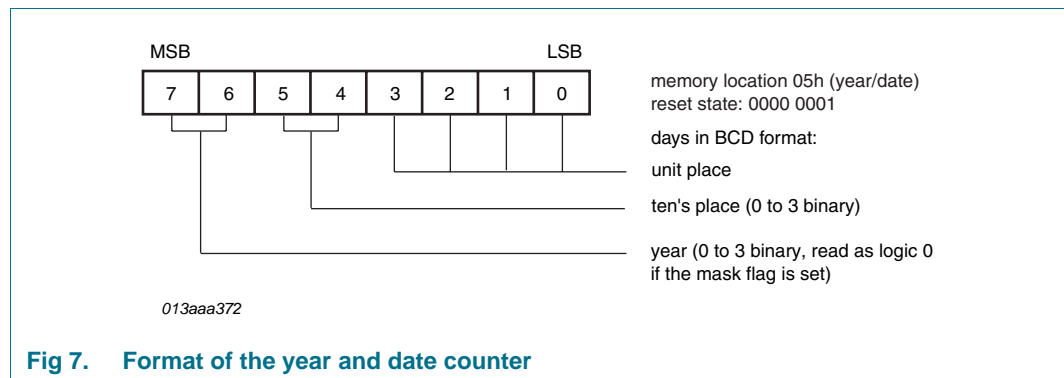 MSB LSB
7 6 5 4 3 2 1 0
memory location 05h (year/date)
reset state: 0000 0001
days in BCD format:
unit place
ten's place (0 to 3 binary)
year (0 to 3 binary, read as logic 0
if the mask flag is set)
013aaa372
Fig 7. Format of the year and date counter